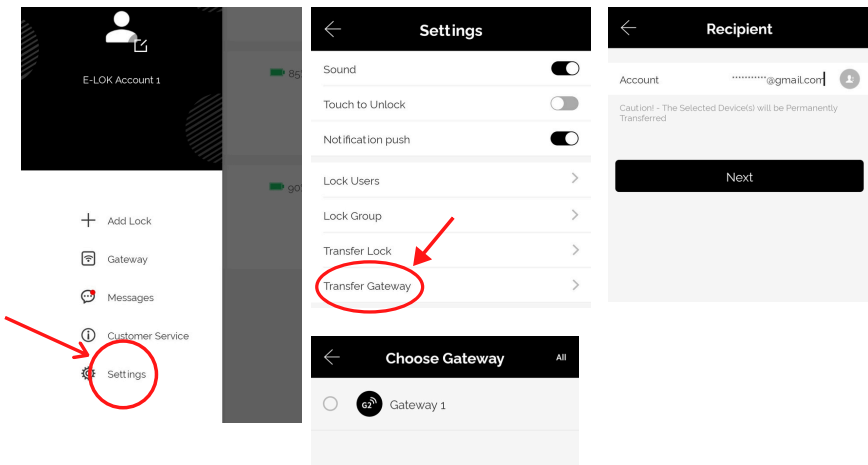 E-LOK Account 1
85
90
Add Lock
Gateway
Messages
Customer Service
Settings
Settings
Sound
Touch to Unlock
Notification push
Lock Users
Lock Group
Transfer Lock
Transfer Gateway
Choose Gateway
All
G2
Gateway 1
Recipient
Account
···········@gmail.com
Caution! - The Selected Device(s) will be Permanently
Transferred
Next